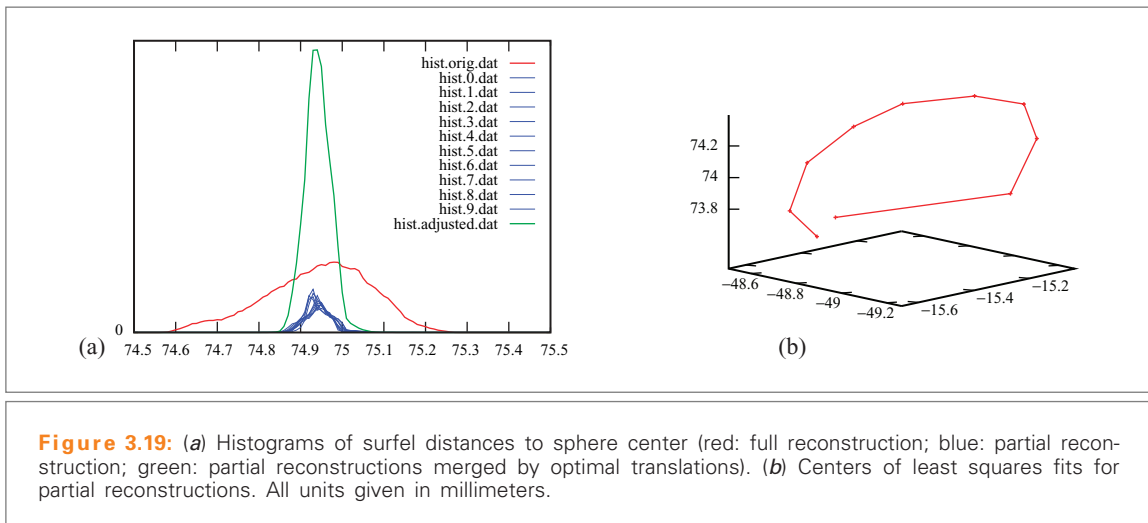 hist.orig.dat
hist.0.dat
hist.1.dat
hist.2.dat
hist.3.dat
hist.4.dat
hist.5.dat
hist.6.dat
hist.7.dat
hist.8.dat
hist.9.dat
hist.adjusted.dat
0
(a)
74.5 74.6 74.7 74.8 74.9 75 75.1 75.2 75.3 75.4 75.5
74.2
74
73.8
−48.6
−48.8
−49
−49.2
−15.6
−15.4
−15.2
(b)
Figure 3.19: (a) Histograms of surfel distances to sphere center (red: full reconstruction; blue: partial recon-
struction; green: partial reconstructions merged by optimal translations). (b) Centers of least squares fits for
partial reconstructions. All units given in millimeters.